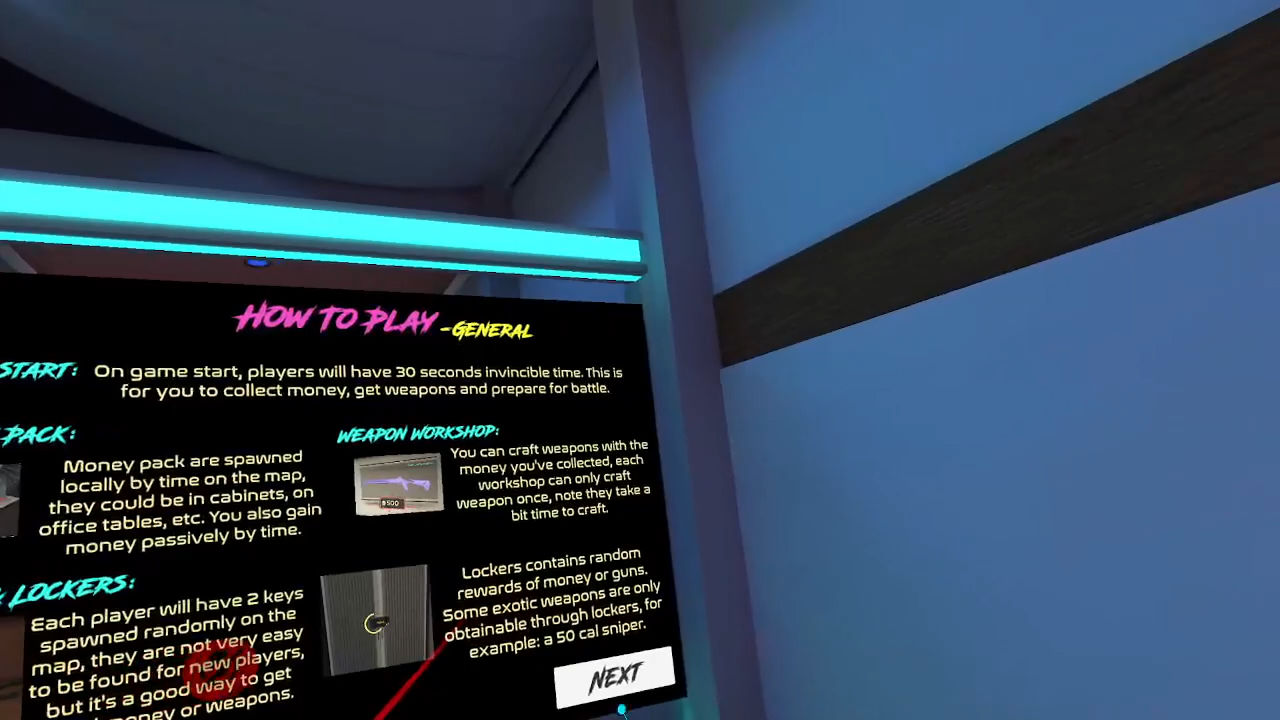 HOW TO PLAY -GENERAL
START: On game start, players will have 30 seconds invincible time. This is
for you to collect money, get weapons and prepare for battle.
PACK:
Money pack are spawned
locally by time on the map,
they could be in cabinets, on
office tables, etc. You also gain
money passively by time.
WEAPON WORKSHOP:
$500
You can craft weapons with the
money you've collected, each
workshop can only craft
weapon once, note they take a
bit time to craft.
LOCKERS:
Each player will have 2 keys
spawned randomly on the
map, they are not very easy
to be found for new players,
but it's a good way to get
money or weapons.
Lockers contains random
rewards of money or guns.
Some exotic weapons are only
obtainable through lockers, for
example: a 50 cal sniper.
NEXT